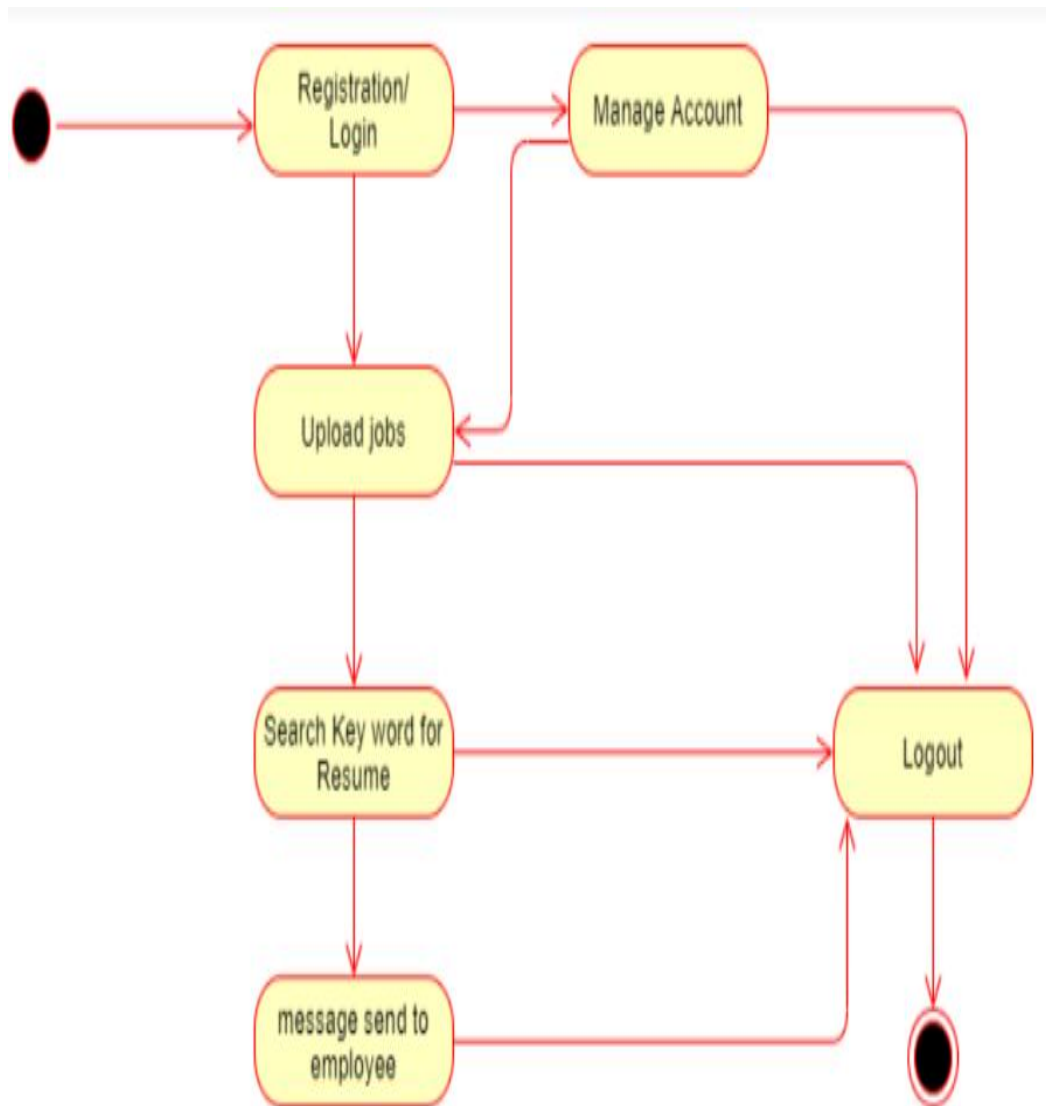 Registration/
Login
Manage Account
Upload jobs
Search Key word for
Resume
Logout
message send to
employee